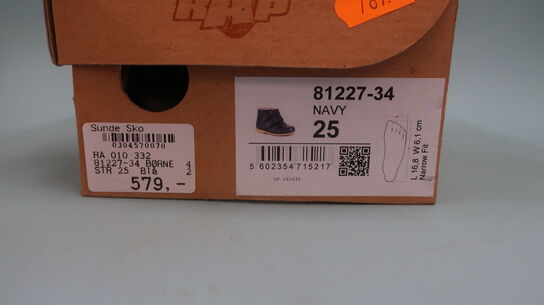 RAP
81227-34
NAVY
25
5 602354 715217
L 16,8 W 6,1 cm
Narrow Fit
Sunde Sko
0304570070
RA 010 332
81227-34 BØRNE 4
STR 25 Blå 2
579,-